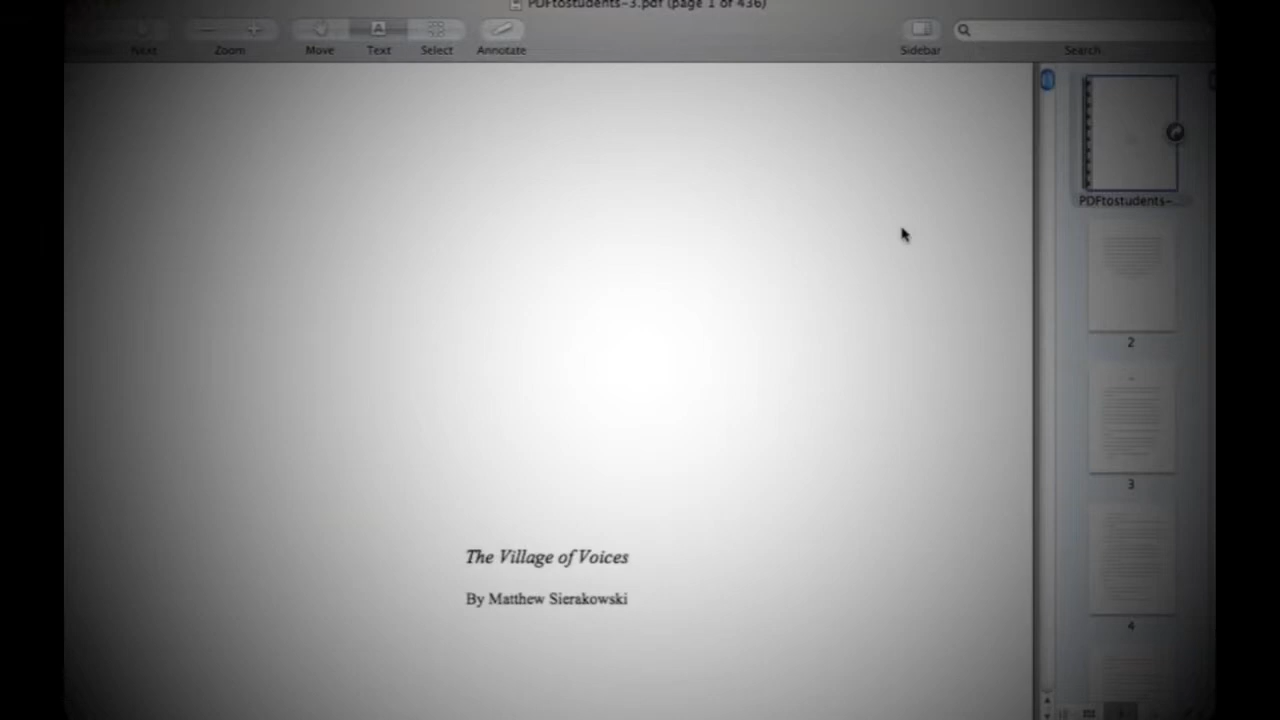 PDFtostudents-3.pdf (page 1 of 436)
Next Zoom Move Text Select Annotate Sidebar Search
PDFtostudents-...
2
3
4
The Village of Voices
By Matthew Sierakowski